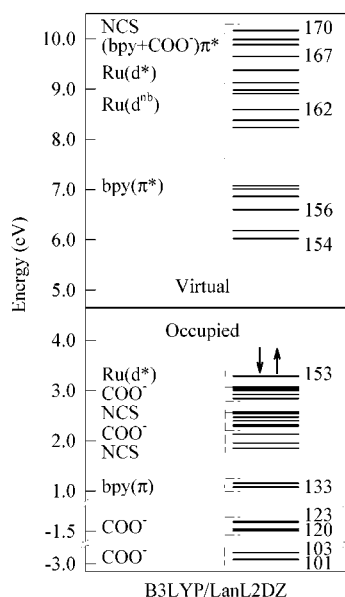 10.0
9.0
8.0
7.0
6.0
5.0
4.0
3.0
2.0
1.0
-1.5
-3.0
Energy (eV)
NCS
(bpy+COO⁻)π*
Ru(d*)
Ru(dⁿᵇ)
bpy(π*)
Virtual
170
167
162
156
154
Occupied
Ru(d*)
COO⁻
NCS
COO⁻
NCS
bpy(π)
COO⁻
COO⁻
153
133
123
120
103
101
B3LYP/LanL2DZ